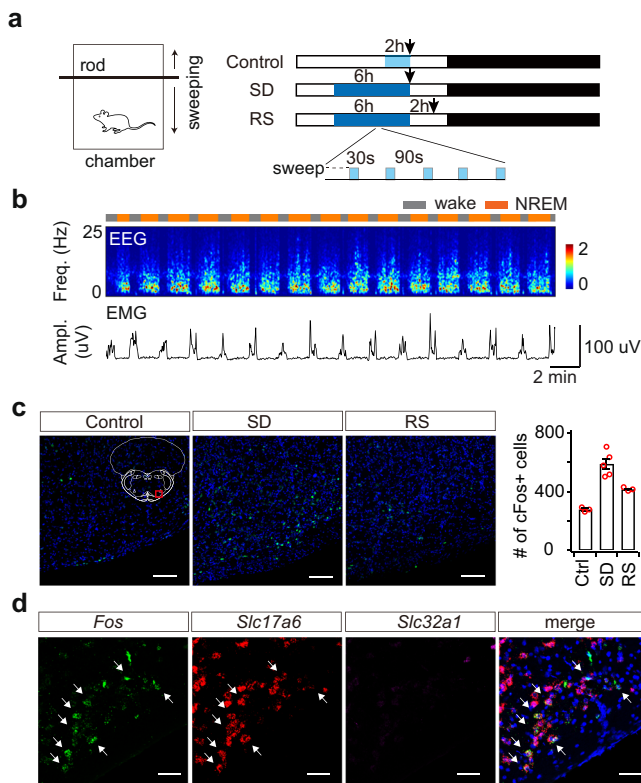 a
rod
chamber
sweeping
2h
Control
6h
SD
6h 2h
RS
sweep 30s 90s
b
wake NREM
25
0
Freq. (Hz)
EEG
2
0
Ampl. (uV)
EMG
100 uV
2 min
c
Control SD RS
800
400
0
# of cFos+ cells
Ctrl SD RS
d
Fos Slc17a6 Slc32a1 merge